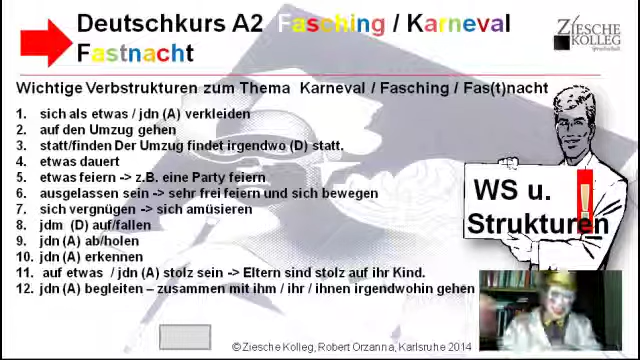 Deutschkurs A2 Fasching / Karneval
Fastnacht
ZIESCHE
KOLLEG
Wichtige Verbstrukturen zum Thema Karneval / Fasching / Fas(t)nacht
1. sich als etwas / jdn (A) verkleiden
2. auf den Umzug gehen
3. statt/finden Der Umzug findet irgendwo (D) statt.
4. etwas dauert
5. etwas feiern -> z.B. eine Party feiern
6. ausgelassen sein -> sehr frei feiern und sich bewegen
7. sich vergnügen -> sich amüsieren
8. jdm (D) auf/fallen
9. jdn (A) ab/holen
10. jdn (A) erkennen
11. auf etwas / jdn (A) stolz sein -> Eltern sind stolz auf ihr Kind.
12. jdn (A) begleiten – zusammen mit ihm / ihr / ihnen irgendwohin gehen
WS u. !
Strukturen
© Ziesche Kolleg, Robert Orzanna, Karlsruhe 2014